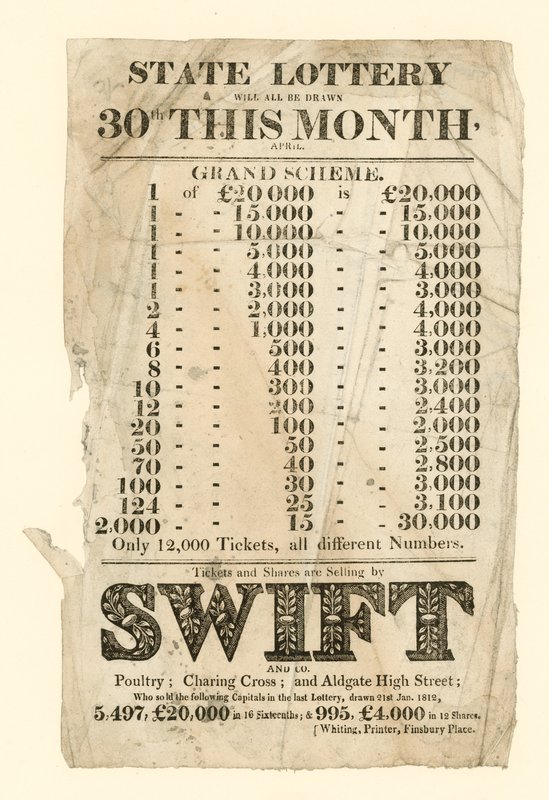 STATE LOTTERY
WILL ALL BE DRAWN
30th THIS MONTH,
APRIL.
GRAND SCHEME.
1 of £20 000 is £20,000
1 - - 15,000 - - 15,000
1 - - 10,000 - - 10,000
1 - - 5,000 - - 5,000
1 - - 4,000 - - 4,000
1 - - 3,000 - - 3,000
2 - - 2,000 - - 4,000
4 - - 1,000 - - 4,000
6 - - 500 - - 3,000
8 - - 400 - - 3,200
10 - - 300 - - 3,000
12 - - 200 - - 2,400
20 - - 100 - - 2,000
50 - - 50 - - 2,500
70 - - 40 - - 2,800
100 - - 30 - - 3,000
124 - - 25 - - 3,100
2,000 - - 15 - - 30,000
Only 12,000 Tickets, all different Numbers.
Tickets and Shares are Selling by
SWIFT
AND CO.
Poultry; Charing Cross; and Aldgate High Street;
Who sold the following Capitals in the last Lottery, drawn 21st Jan. 1812,
5,497, £20,000 in 16 Sixteenths; & 995, £4,000 in 12 Shares.
[Whiting, Printer, Finsbury Place.